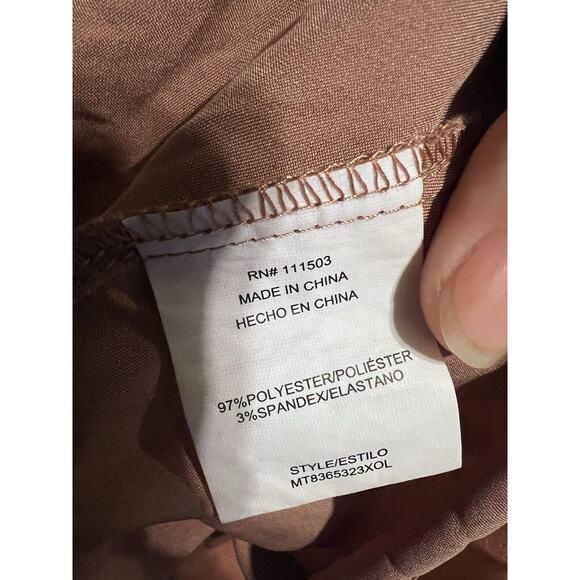 RN# 111503
MADE IN CHINA
HECHO EN CHINA
97%POLYESTER/POLIÉSTER
3%SPANDEX/ELASTANO
STYLE/ESTILO
MT8365323XOL